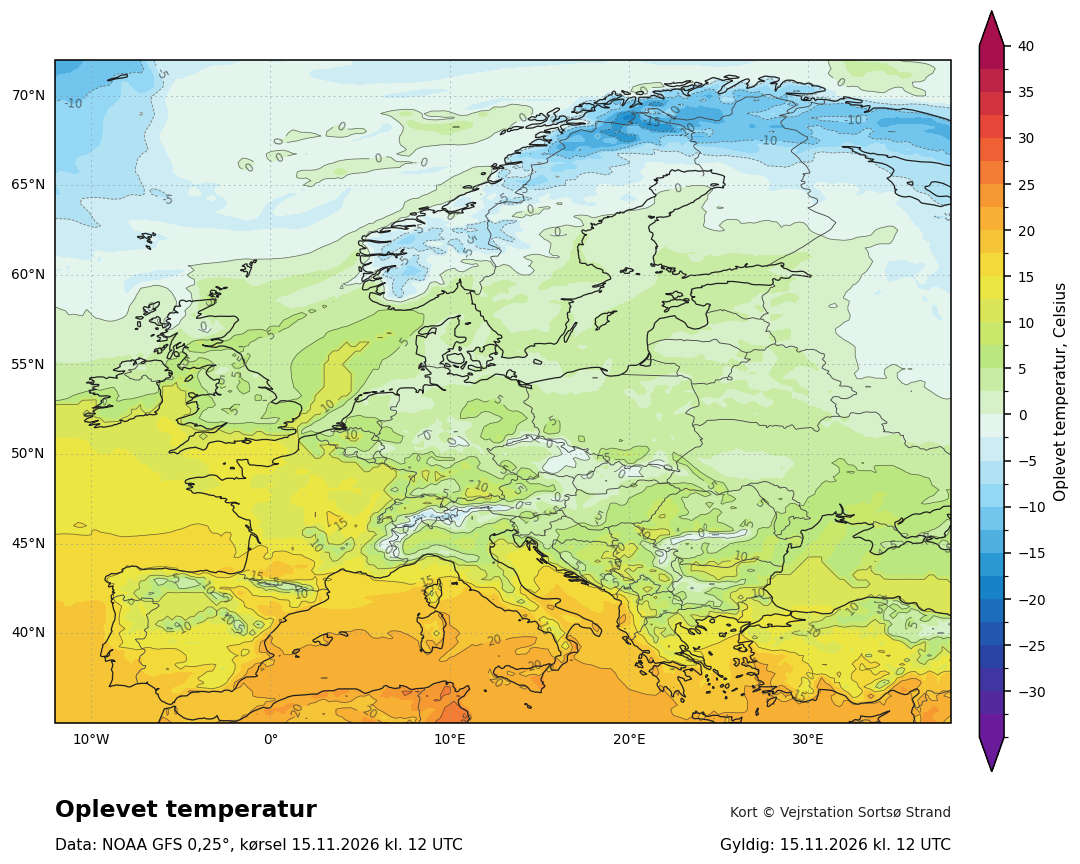 70°N
65°N
60°N
55°N
50°N
45°N
40°N
10°W
0°
10°E
20°E
30°E
40
35
30
25
20
15
10
5
0
−5
−10
−15
−20
−25
−30
Oplevet temperatur, Celsius
Oplevet temperatur
Kort © Vejrstation Sortsø Strand
Data: NOAA GFS 0,25°, kørsel 15.11.2026 kl. 12 UTC
Gyldig: 15.11.2026 kl. 12 UTC